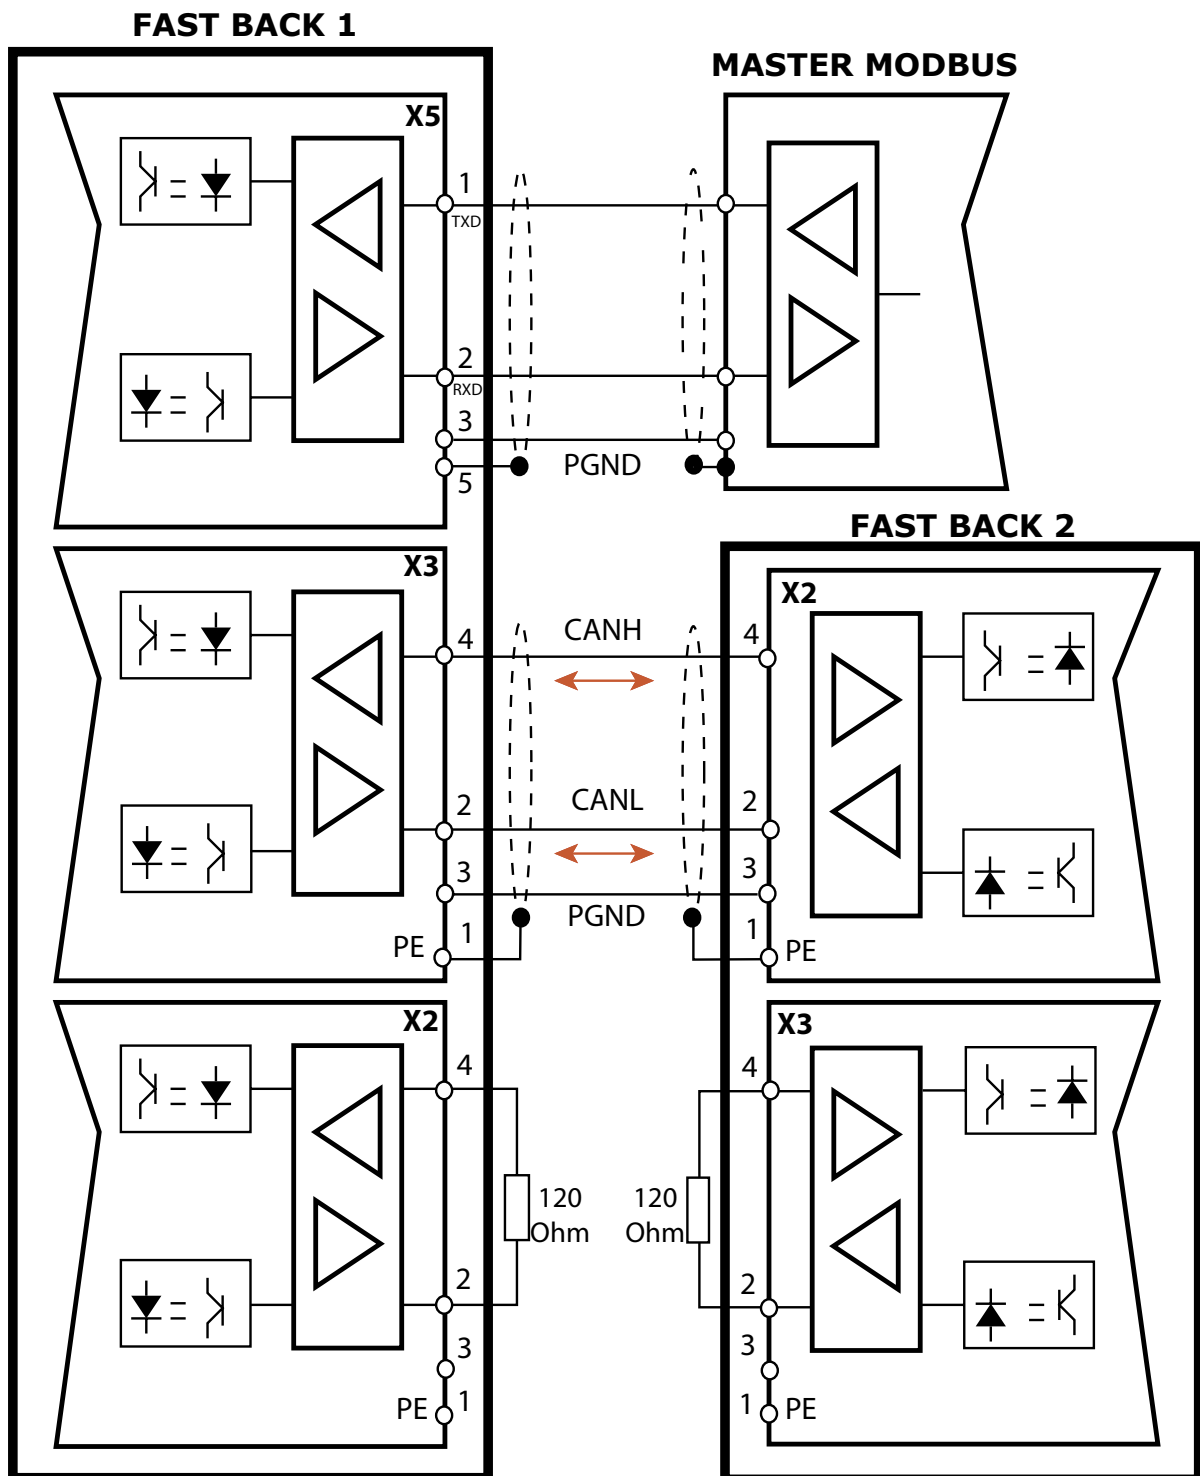 FAST BACK 1
MASTER MODBUS
X5
1
TXD
2
RXD
3
PGND
5
FAST BACK 2
X3
X2
4
CANH
4
2
CANL
2
3
3
PGND
PE
1
1
PE
X2
X3
4
4
120
Ohm
120
Ohm
2
2
3
3
PE
1
1
PE